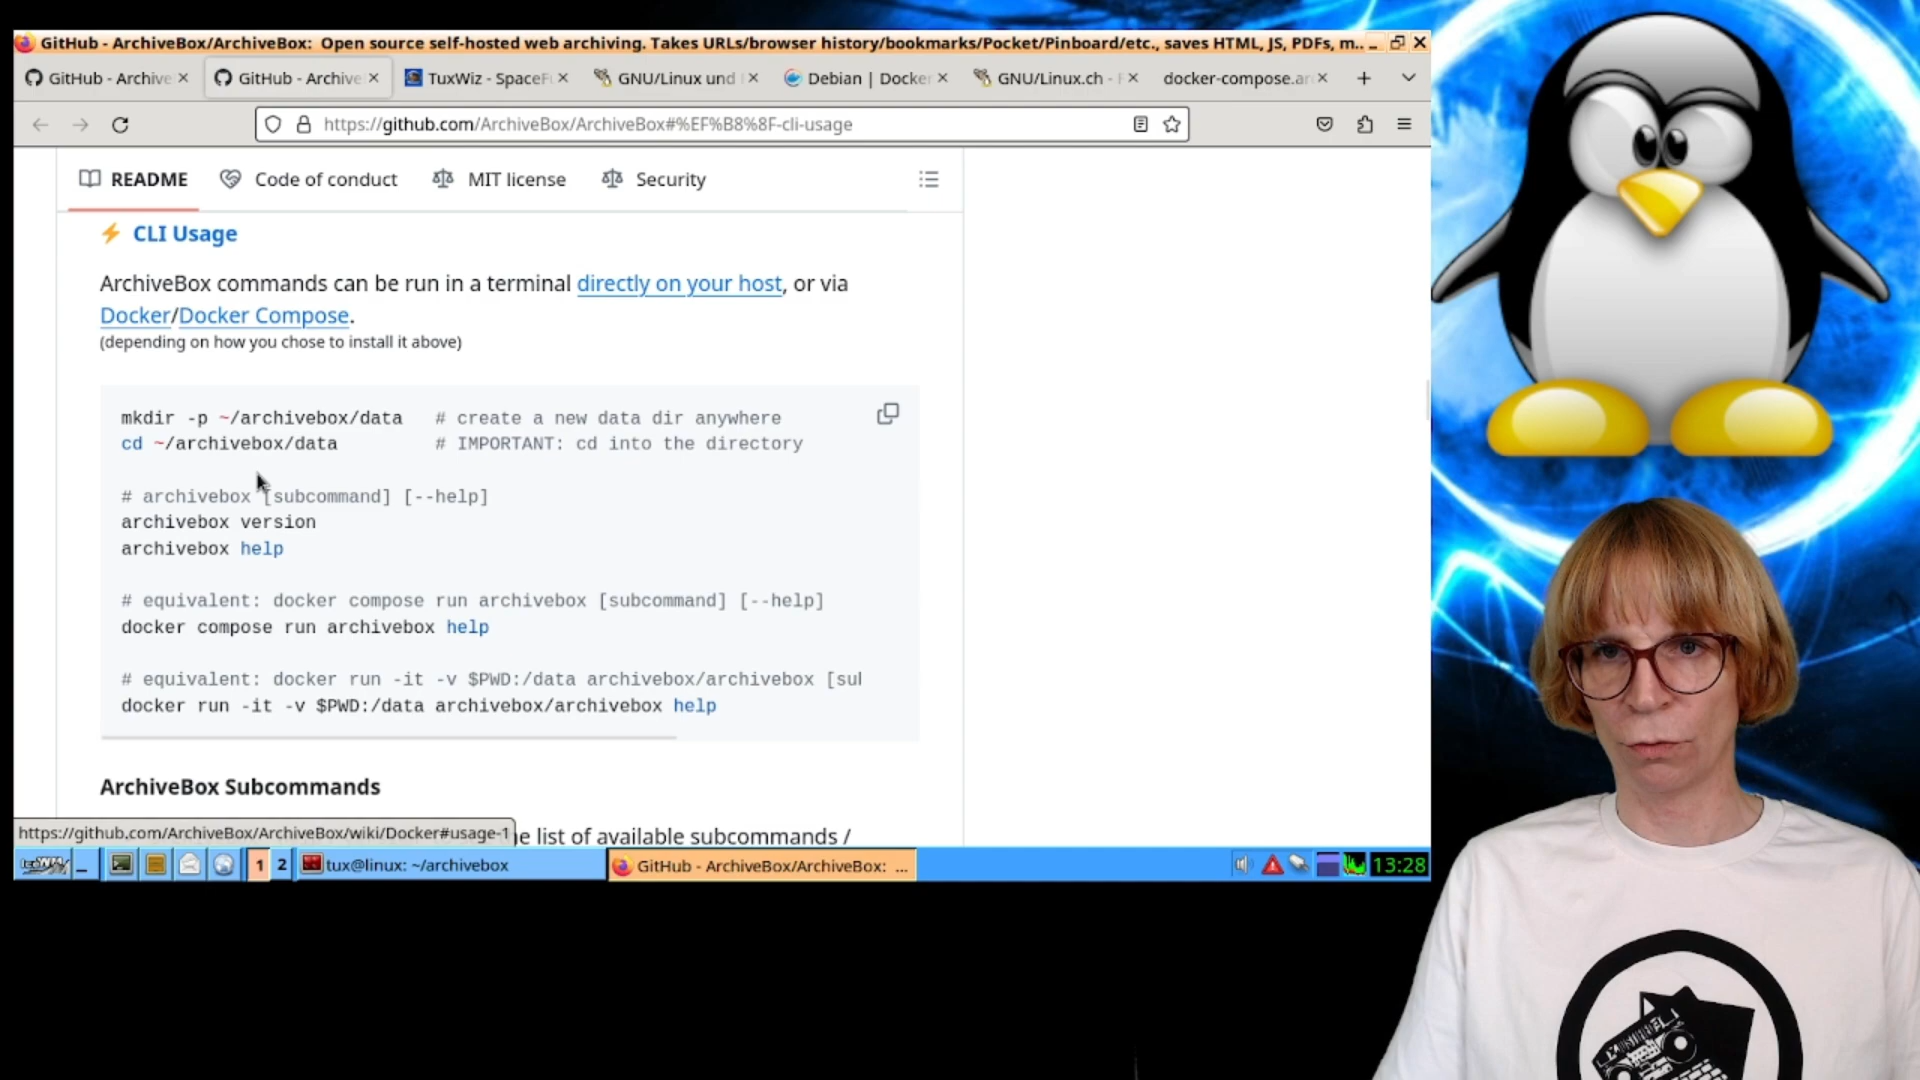 GitHub - ArchiveBox/ArchiveBox: Open source self-hosted web archiving. Takes URLs/browser history/bookmarks/Pocket/Pinboard/etc., saves HTML, JS, PDFs, m..
GitHub - Archive
GitHub - Archive
TuxWiz - SpaceF
GNU/Linux und
Debian | Docker
GNU/Linux.ch - F
docker-compose.ar
https://github.com/ArchiveBox/ArchiveBox#%EF%B8%8F-cli-usage
README
Code of conduct
MIT license
Security
CLI Usage
ArchiveBox commands can be run in a terminal directly on your host, or via
Docker/Docker Compose.
(depending on how you chose to install it above)
mkdir -p ~/archivebox/data # create a new data dir anywhere
cd ~/archivebox/data # IMPORTANT: cd into the directory
# archivebox [subcommand] [--help]
archivebox version
archivebox help
# equivalent: docker compose run archivebox [subcommand] [--help]
docker compose run archivebox help
# equivalent: docker run -it -v $PWD:/data archivebox/archivebox [sul
docker run -it -v $PWD:/data archivebox/archivebox help
ArchiveBox Subcommands
https://github.com/ArchiveBox/ArchiveBox/wiki/Docker#usage-1
e list of available subcommands /
1
2
tux@linux: ~/archivebox
GitHub - ArchiveBox/ArchiveBox: ...
13:28